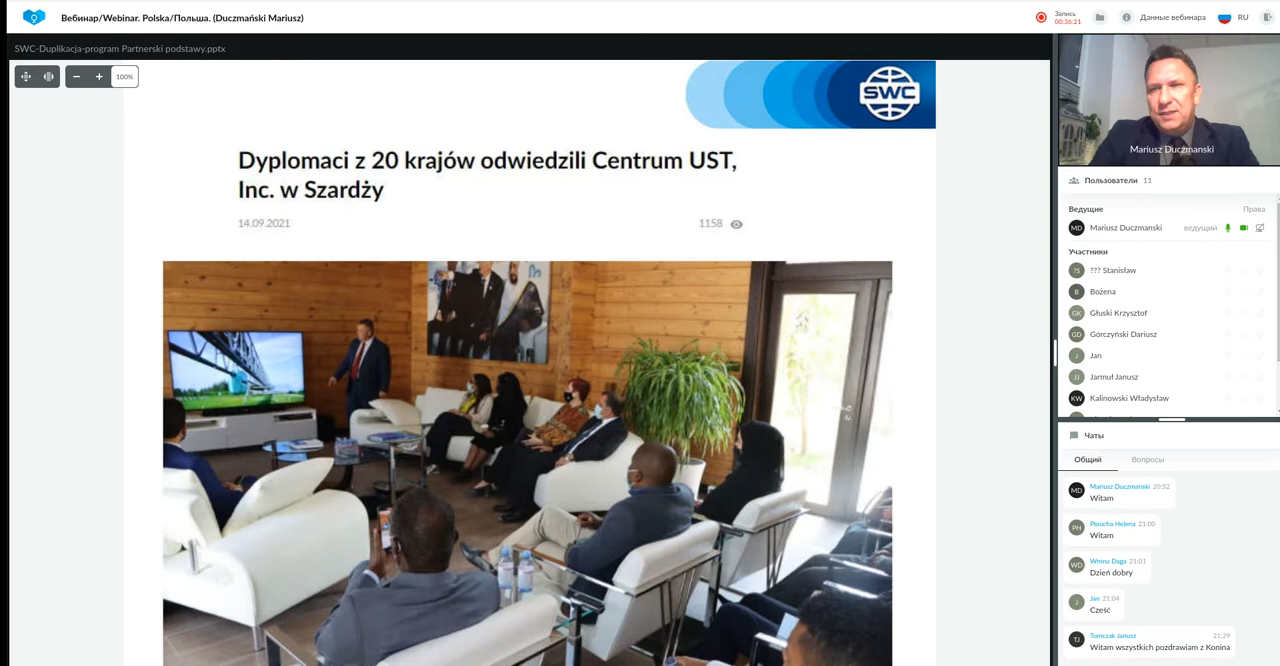 Вебинар/Webinar. Polska/Польша. (Duczmański Mariusz)
Запись
00:36:21
Данные вебинара
RU
SWC-Duplikacja-program Partnerski podstawy.pptx
100%
SWC
Dyplomaci z 20 krajów odwiedzili Centrum UST,
Inc. w Szardży
14.09.2021
1158
Mariusz Duczmanski
Пользователи 11
Ведущие
Права
MD Mariusz Duczmanski ведущий
Участники
?S ??? Stanisław
B Bożena
GK Głuski Krzysztof
GD Górczyński Dariusz
J Jan
JJ Jarmuł Janusz
KW Kalinowski Władysław
Чаты
Общий
Вопросы
MD Mariusz Duczmanski 20:52
Witam
PH Ploucha Helena 21:00
Witam
WD Wrona Daga 21:01
Dzień dobry
J Jan 21:04
Cześć
TJ Tomczak Janusz 21:29
Witam wszystkich pozdrawiam z Konina